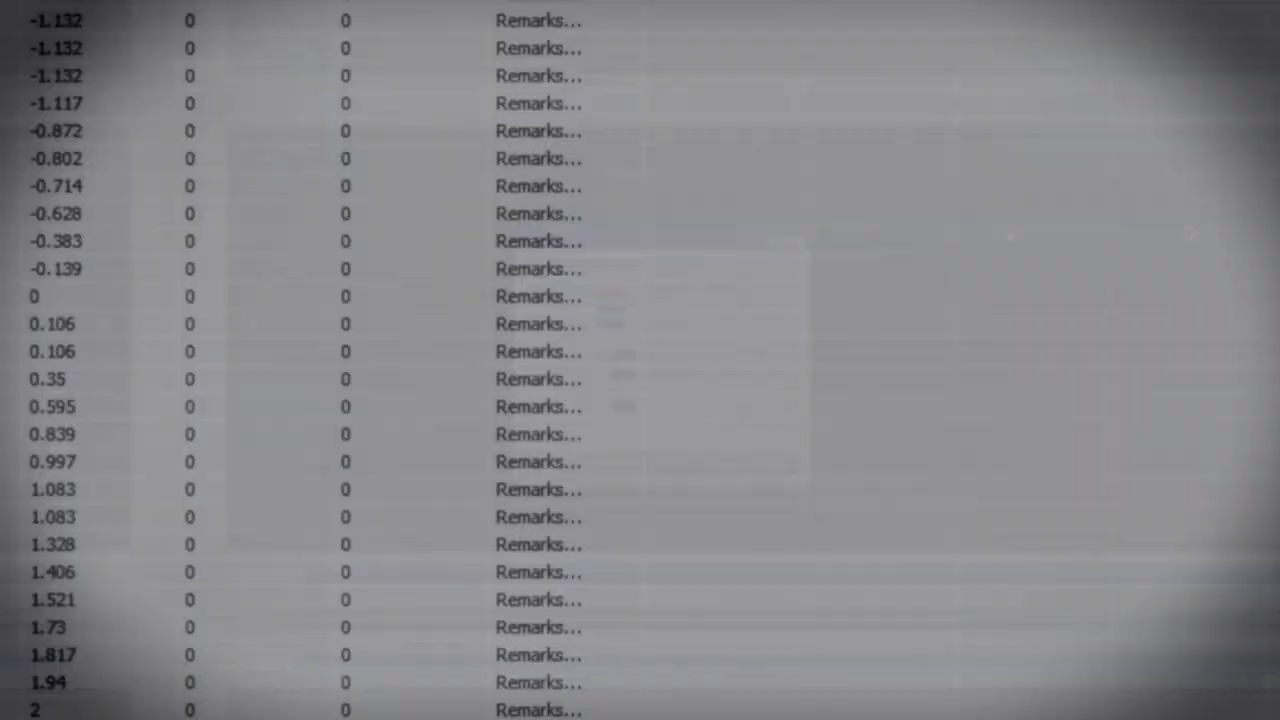 -1.132 0 0 Remarks...
-1.132 0 0 Remarks...
-1.132 0 0 Remarks...
-1.117 0 0 Remarks...
-0.872 0 0 Remarks...
-0.802 0 0 Remarks...
-0.714 0 0 Remarks...
-0.628 0 0 Remarks...
-0.383 0 0 Remarks...
-0.139 0 0 Remarks...
0 0 0 Remarks...
0.106 0 0 Remarks...
0.106 0 0 Remarks...
0.35 0 0 Remarks...
0.595 0 0 Remarks...
0.839 0 0 Remarks...
0.997 0 0 Remarks...
1.083 0 0 Remarks...
1.083 0 0 Remarks...
1.328 0 0 Remarks...
1.406 0 0 Remarks...
1.521 0 0 Remarks...
1.73 0 0 Remarks...
1.817 0 0 Remarks...
1.94 0 0 Remarks...
2 0 0 Remarks...